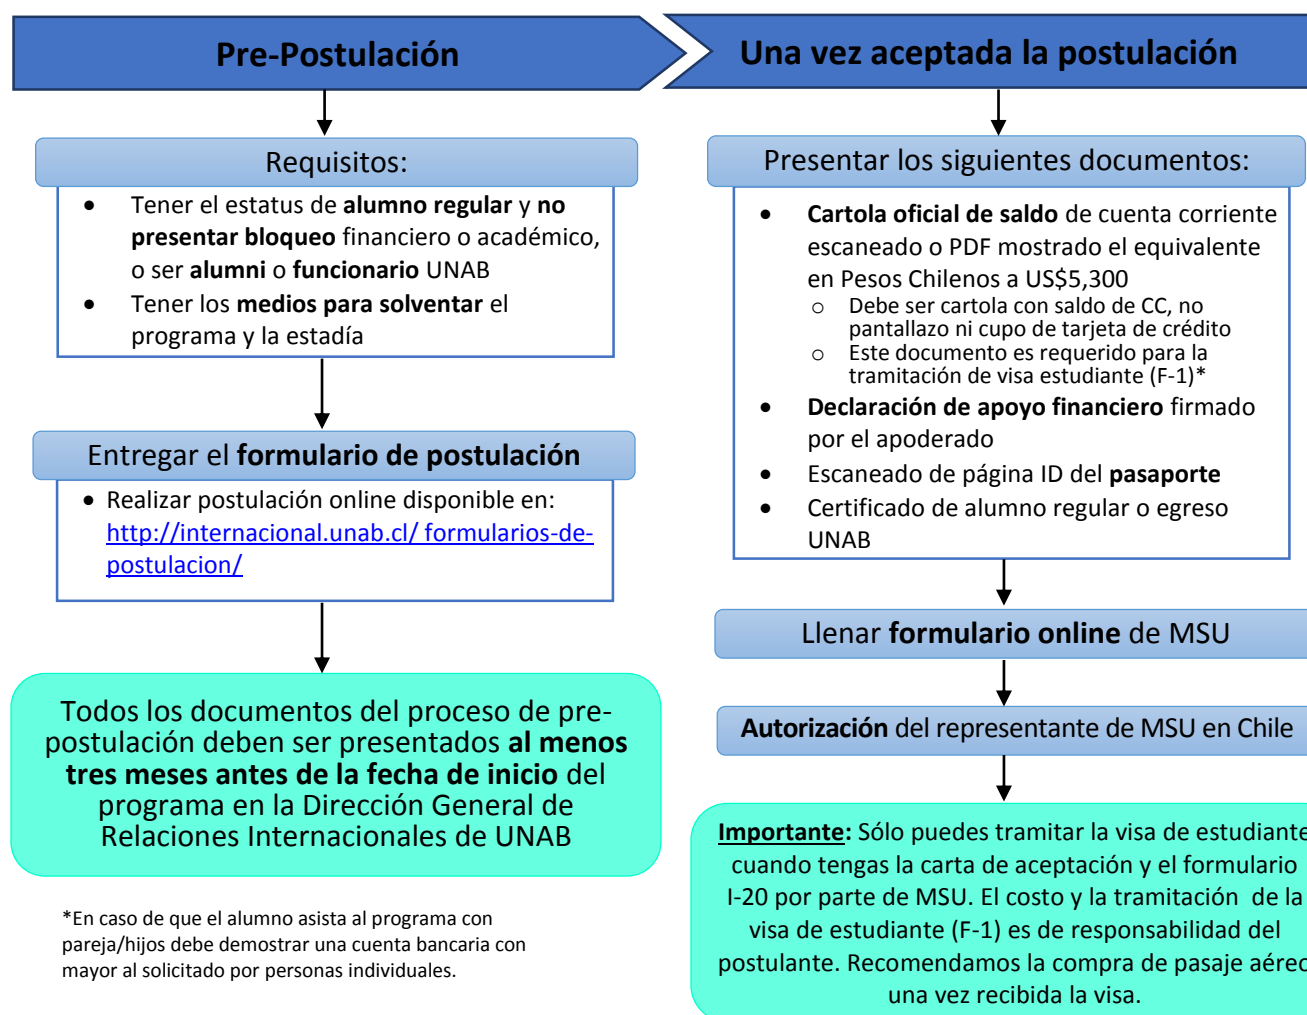 Pre-Postulación
Requisitos:
• Tener el estatus de alumno regular y no
presentar bloqueo financiero o académico,
o ser alumni o funcionario UNAB
• Tener los medios para solventar el
programa y la estadía
Entregar el formulario de postulación
• Realizar postulación online disponible en:
http://internacional.unab.cl/ formularios-de-
postulacion/
Todos los documentos del proceso de pre-
postulación deben ser presentados al menos
tres meses antes de la fecha de inicio del
programa en la Dirección General de
Relaciones Internacionales de UNAB
*En caso de que el alumno asista al programa con
pareja/hijos debe demostrar una cuenta bancaria con
mayor al solicitado por personas individuales.
Una vez aceptada la postulación
Presentar los siguientes documentos:
• Cartola oficial de saldo de cuenta corriente
escaneado o PDF mostrado el equivalente
en Pesos Chilenos a US$5,300
o Debe ser cartola con saldo de CC, no
pantallazo ni cupo de tarjeta de crédito
o Este documento es requerido para la
tramitación de visa estudiante (F-1)*
• Declaración de apoyo financiero firmado
por el apoderado
• Escaneado de página ID del pasaporte
• Certificado de alumno regular o egreso
UNAB
Llenar formulario online de MSU
Autorización del representante de MSU en Chile
Importante: Sólo puedes tramitar la visa de estudiante
cuando tengas la carta de aceptación y el formulario
I-20 por parte de MSU. El costo y la tramitación de la
visa de estudiante (F-1) es de responsabilidad del
postulante. Recomendamos la compra de pasaje aéreo
una vez recibida la visa.